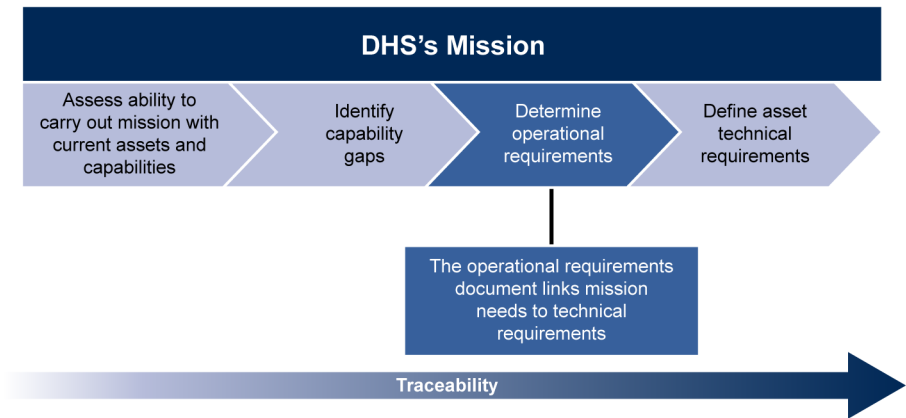 DHS’s Mission
Assess ability to
carry out mission with
current assets and
capabilities
Identify
capability
gaps
Determine
operational
requirements
Define asset
technical
requirements
The operational requirements
document links mission
needs to technical
requirements
Traceability